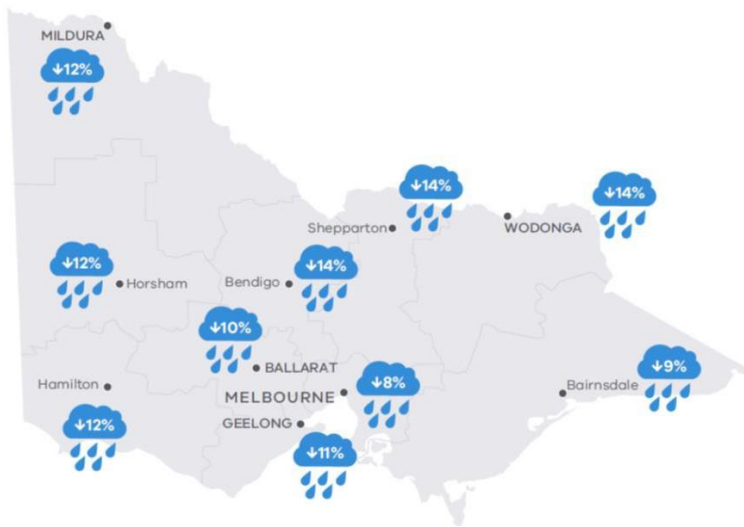 MILDURA
↓12%
↓14%
↓14%
Shepparton
WODONGA
↓12%
Horsham
Bendigo
↓14%
↓10%
BALLARAT
Hamilton
↓8%
MELBOURNE
Bairnsdale
↓9%
↓12%
GEELONG
↓11%